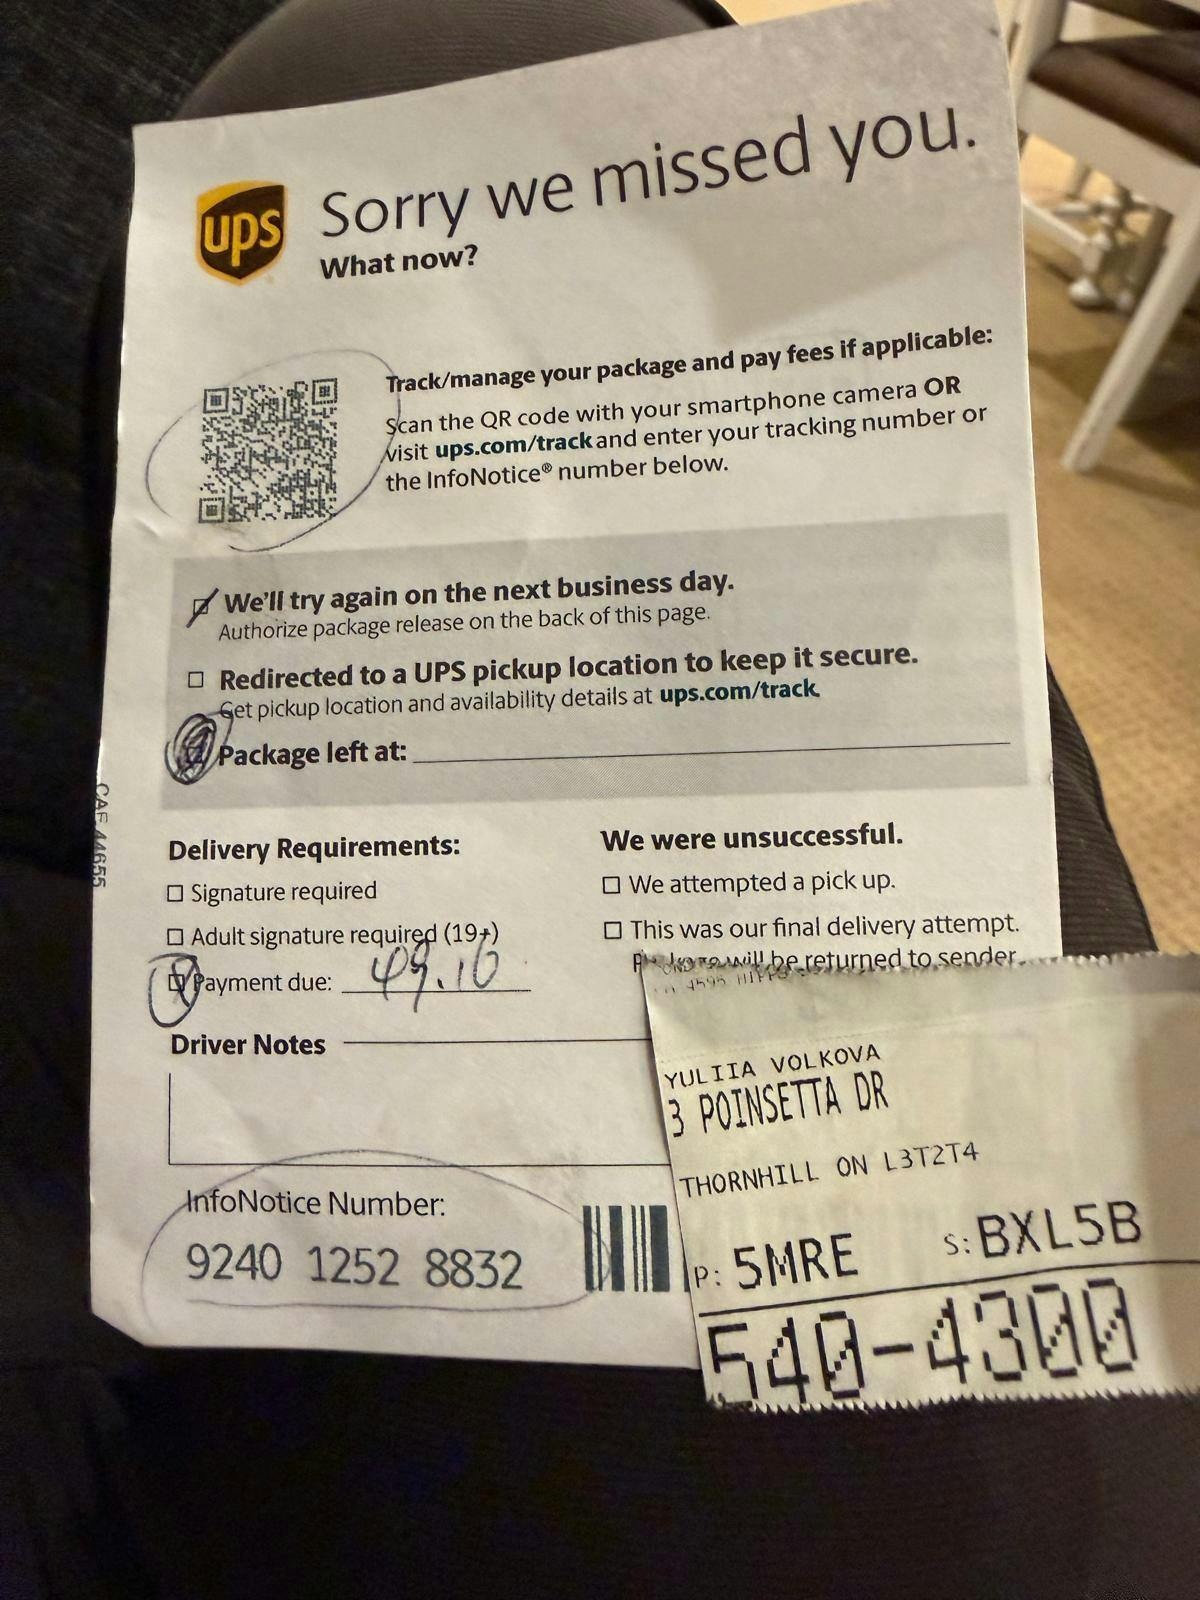 ups
Sorry we missed you.
What now?
Track/manage your package and pay fees if applicable:
Scan the QR code with your smartphone camera OR
visit ups.com/track and enter your tracking number or
the InfoNotice® number below.
We'll try again on the next business day.
Authorize package release on the back of this page.
Redirected to a UPS pickup location to keep it secure.
Get pickup location and availability details at ups.com/track
Package left at:
CAF 44655
Delivery Requirements:
Signature required
Adult signature required (19+)
Payment due: 49.10
We were unsuccessful.
We attempted a pick up.
This was our final delivery attempt.
will be returned to sender.
Driver Notes
InfoNotice Number:
9240 1252 8832
YULIIA VOLKOVA
3 POINSETTA DR
THORNHILL ON L3T2T4
P: 5MRE S: BXL5B
540-4300